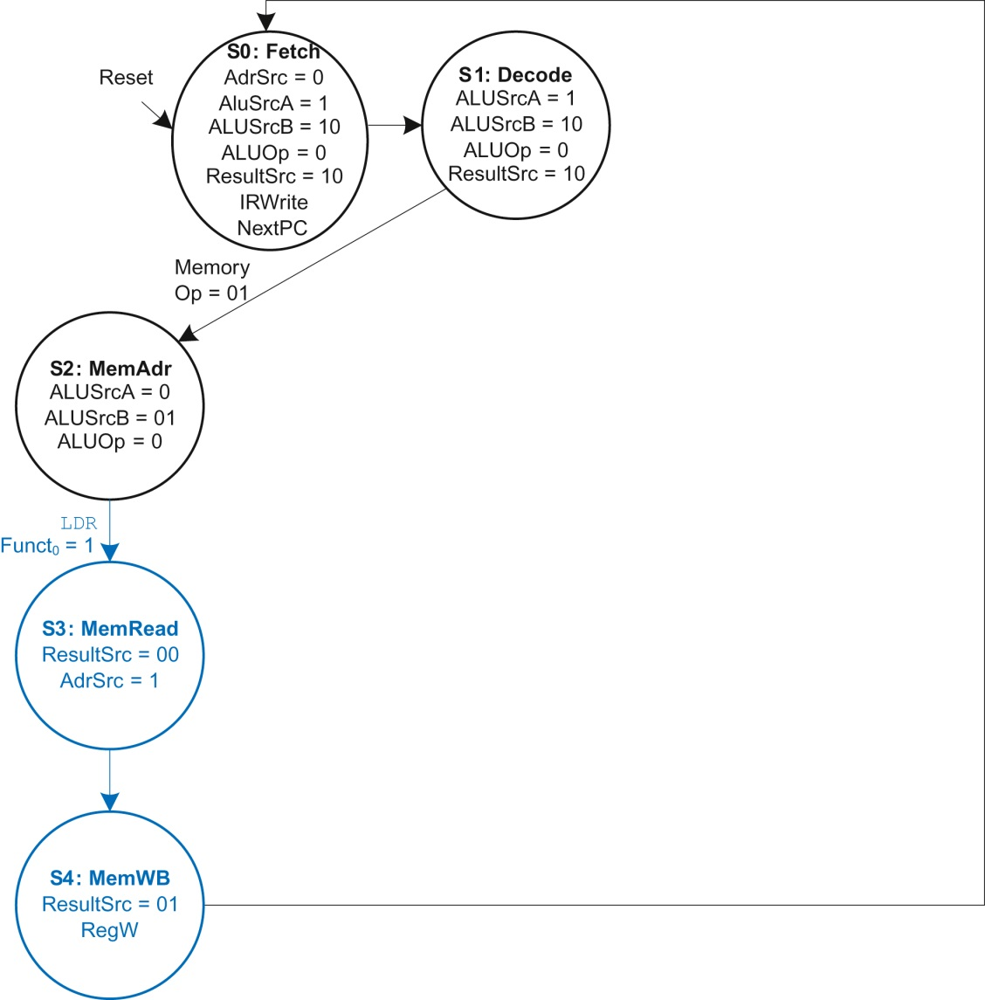 Reset
S0: Fetch
AdrSrc = 0
AluSrcA = 1
ALUSrcB = 10
ALUOp = 0
ResultSrc = 10
IRWrite
NextPC
S1: Decode
ALUSrcA = 1
ALUSrcB = 10
ALUOp = 0
ResultSrc = 10
Memory
Op = 01
S2: MemAdr
ALUSrcA = 0
ALUSrcB = 01
ALUOp = 0
LDR
Funct₀ = 1
S3: MemRead
ResultSrc = 00
AdrSrc = 1
S4: MemWB
ResultSrc = 01
RegW